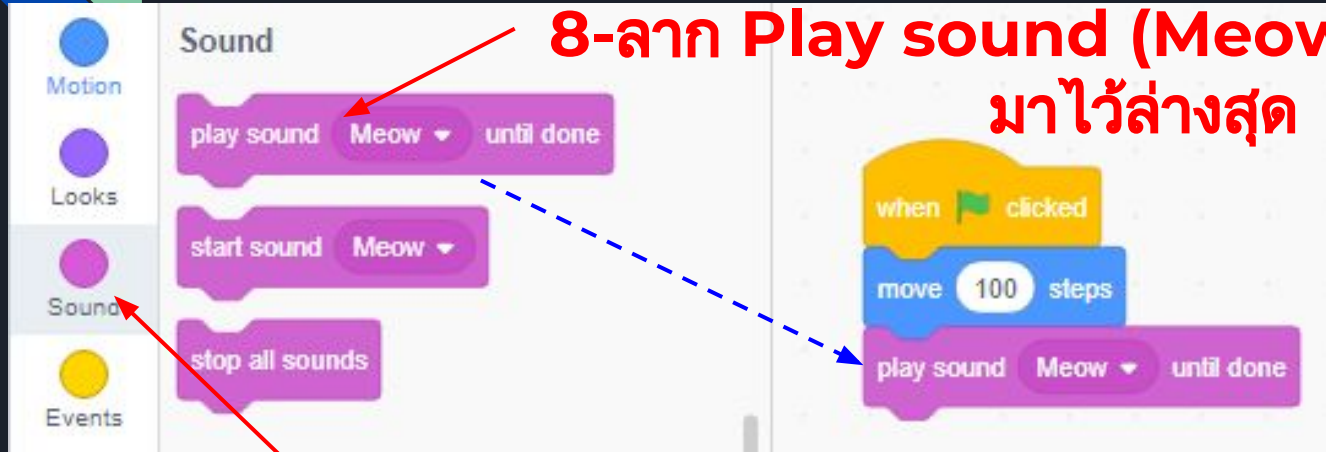 8-ลาก Play sound (Meow
มาไว้ล่างสุด
Sound
Motion
Looks
Sound
Events
play sound Meow until done
start sound Meow
stop all sounds
when clicked
move 100 steps
play sound Meow until done